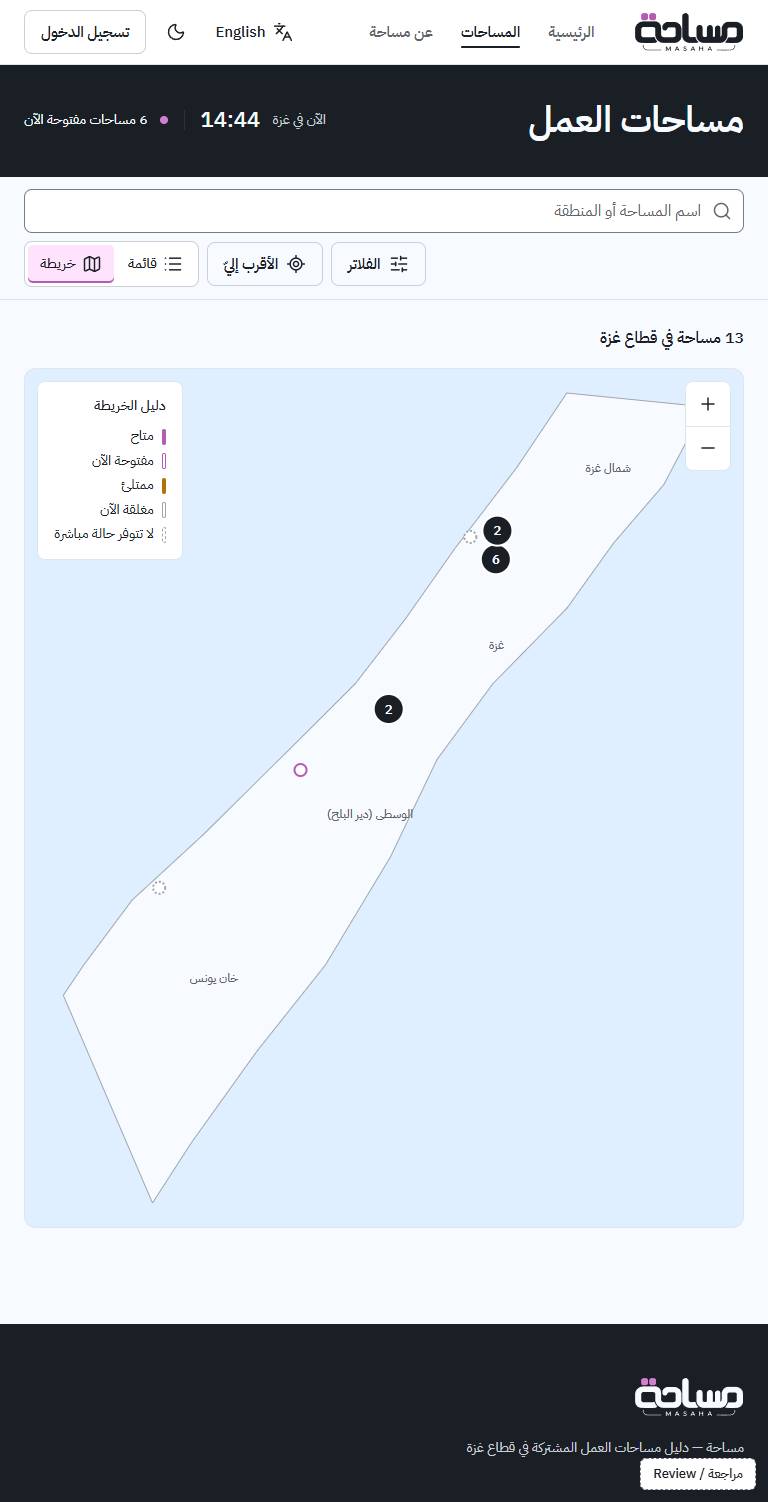 مساحة
MASAHA
الرئيسية
المساحات
عن مساحة
English
تسجيل الدخول
مساحات العمل
الآن في غزة 14:44
6 مساحات مفتوحة الآن
اسم المساحة أو المنطقة
الفلاتر
الأقرب إليّ
قائمة
خريطة
13 مساحة في قطاع غزة
+
−
دليل الخريطة
متاح
مفتوحة الآن
ممتلئ
مغلقة الآن
لا تتوفر حالة مباشرة
شمال غزة
2
6
غزة
2
الوسطى (دير البلح)
خان يونس
مساحة
MASAHA
مساحة — دليل مساحات العمل المشتركة في قطاع غزة
مراجعة / Review